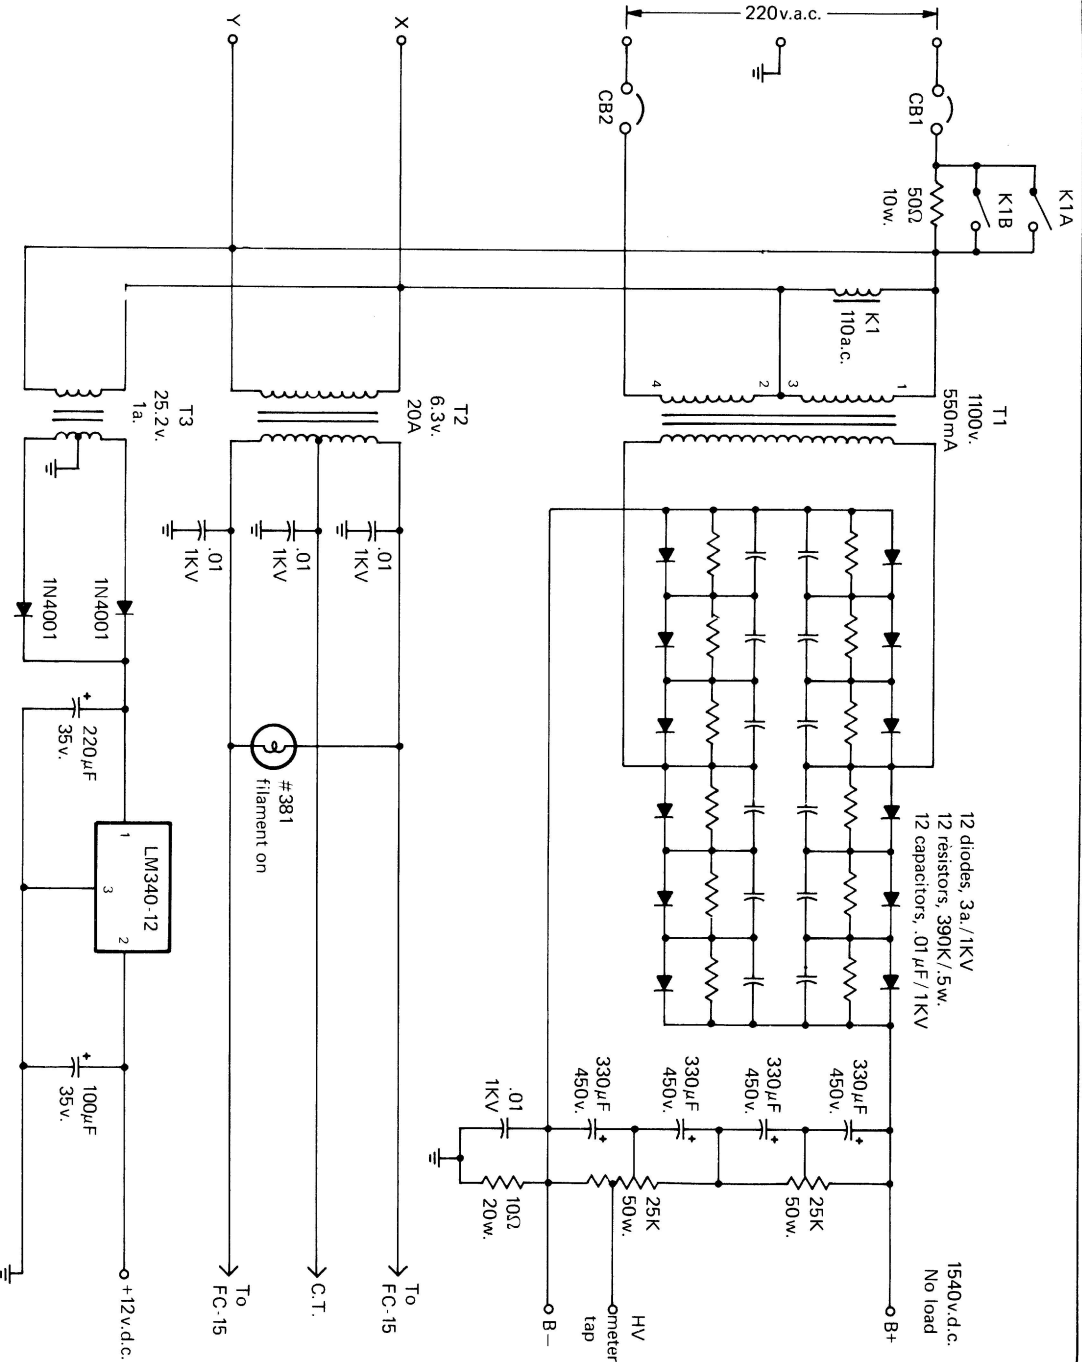 220v.a.c.
CB1
CB2
K1A
K1B
50Ω
10w.
K1
110a.c.
T1
1100v.
550mA
1
3
2
4
12 diodes, 3a./1KV
12 résistors, 390K/.5w.
12 capacitors, .01µF/1KV
330µF
450v.
+
330µF
450v.
+
330µF
450v.
+
330µF
450v.
+
25K
50w.
25K
50w.
.01
1KV
10Ω
20w.
1540v.d.c.
No load
B+
HV
meter
tap
B–
X
Y
T2
6.3v.
20A
.01
1KV
.01
1KV
.01
1KV
#381
filament on
To
FC-15
C.T.
To
FC-15
T3
25.2v.
1a.
1N4001
1N4001
+
220µF
35v.
LM340-12
1
3
2
+
100µF
35v.
+12v.d.c.